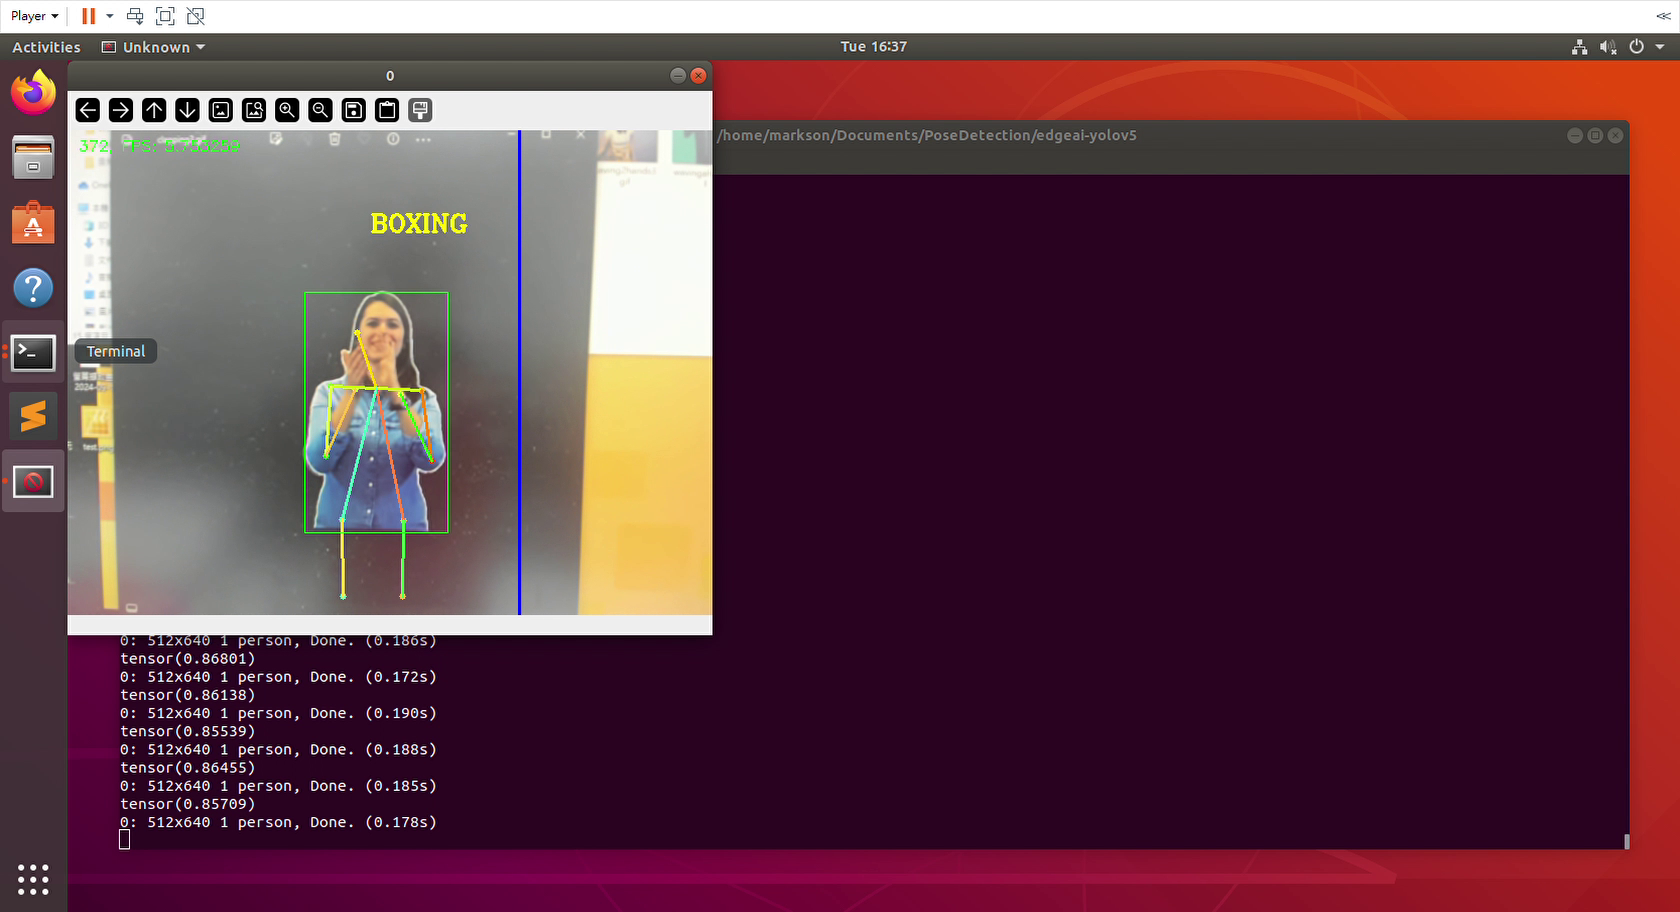 Player
Activities
Unknown
Tue 16:37
0
/home/markson/Documents/PoseDetection/edgeai-yolov5
372, FPS: 5.753259
BOXING
Terminal
0: 512x640 1 person, Done. (0.186s)
tensor(0.86801)
0: 512x640 1 person, Done. (0.172s)
tensor(0.86138)
0: 512x640 1 person, Done. (0.190s)
tensor(0.85539)
0: 512x640 1 person, Done. (0.188s)
tensor(0.86455)
0: 512x640 1 person, Done. (0.185s)
tensor(0.85709)
0: 512x640 1 person, Done. (0.178s)